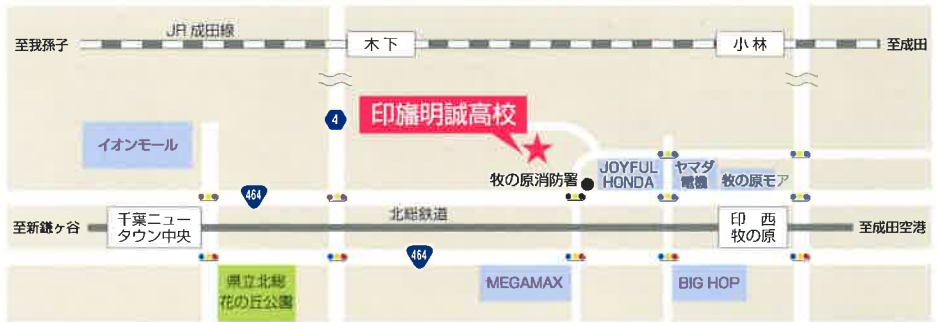 JR 成田線
至我孫子
木下
小林
至成田
4
印旛明誠高校
イオンモール
牧の原消防署
JOYFUL
HONDA
ヤマダ
電機
牧の原モア
464
北総鉄道
至新鎌ヶ谷
千葉ニュー
タウン中央
印西
牧の原
至成田空港
464
県立北総
花の丘公園
MEGAMAX
BIG HOP